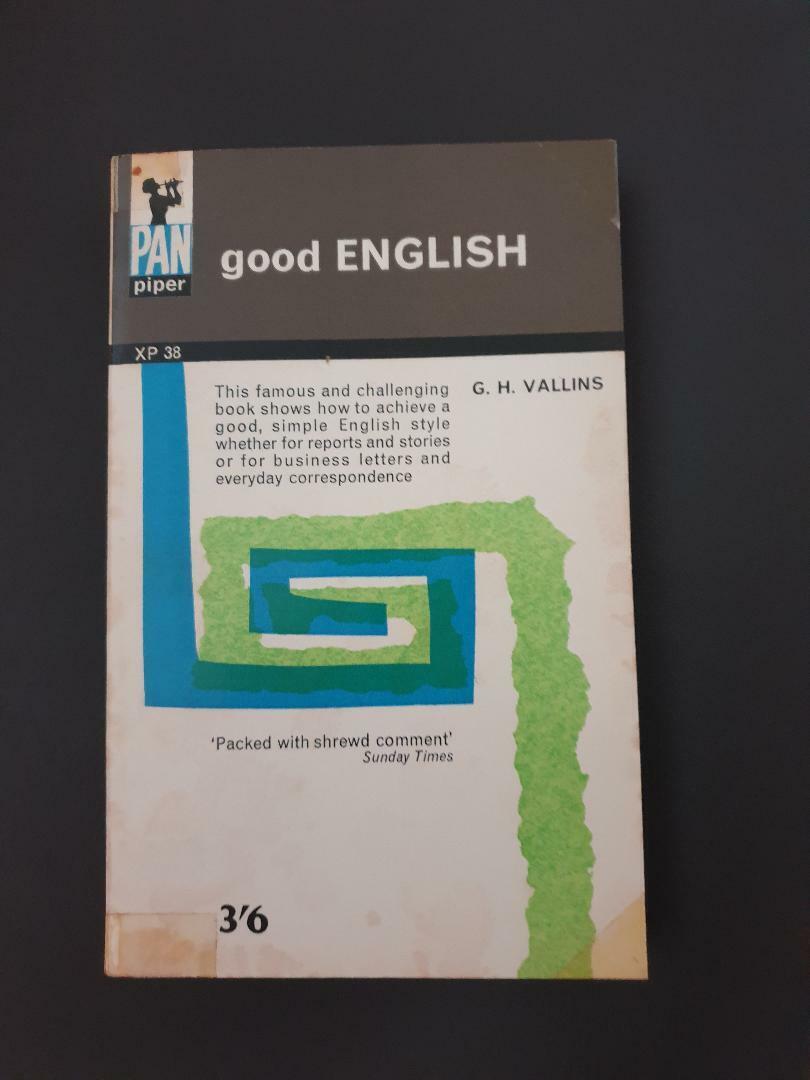 PAN
piper
good ENGLISH
XP 38
This famous and challenging
book shows how to achieve a
good, simple English style
whether for reports and stories
or for business letters and
everyday correspondence
G. H. VALLINS
‘Packed with shrewd comment’
Sunday Times
3′6